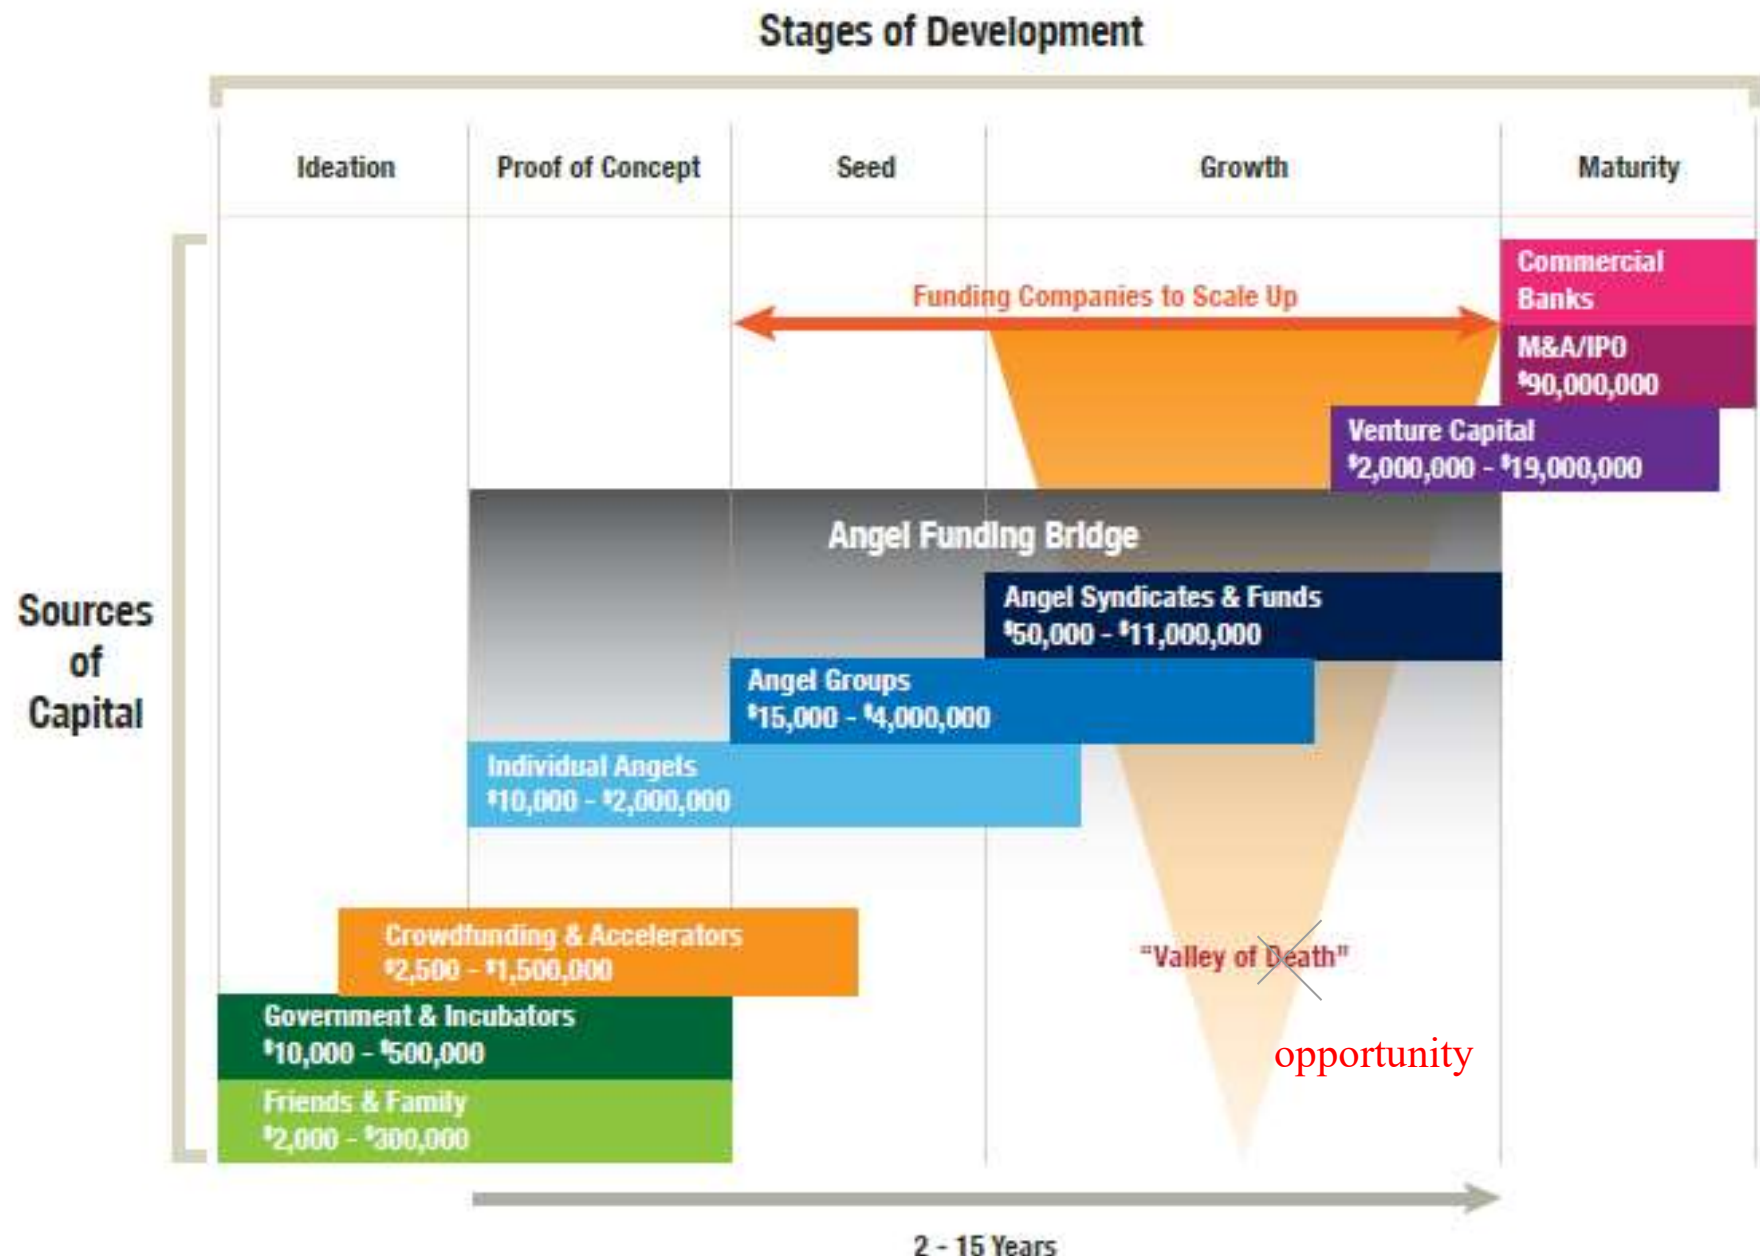 Stages of Development
Ideation
Proof of Concept
Seed
Growth
Maturity
Sources
of
Capital
Funding Companies to Scale Up
Commercial
Banks
M&A/IPO
$90,000,000
Venture Capital
$2,000,000 - $19,000,000
Angel Funding Bridge
Angel Syndicates & Funds
$50,000 - $11,000,000
Angel Groups
$15,000 - $4,000,000
Individual Angels
$10,000 - $2,000,000
Crowdfunding & Accelerators
$2,500 - $1,500,000
"Valley of Death"
opportunity
Government & Incubators
$10,000 - $500,000
Friends & Family
$2,000 - $300,000
2 - 15 Years